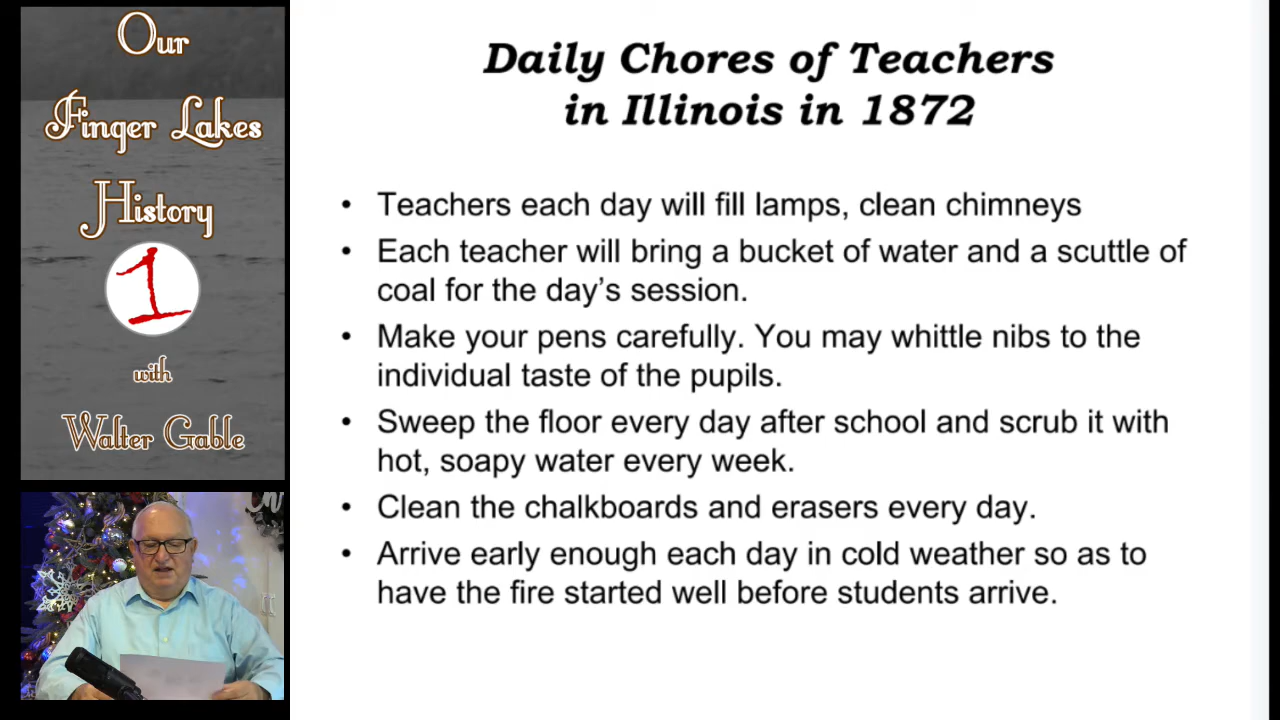 Our
Finger Lakes
History
1
with
Walter Gable
Daily Chores of Teachers
in Illinois in 1872
• Teachers each day will fill lamps, clean chimneys
• Each teacher will bring a bucket of water and a scuttle of
coal for the day’s session.
• Make your pens carefully. You may whittle nibs to the
individual taste of the pupils.
• Sweep the floor every day after school and scrub it with
hot, soapy water every week.
• Clean the chalkboards and erasers every day.
• Arrive early enough each day in cold weather so as to
have the fire started well before students arrive.